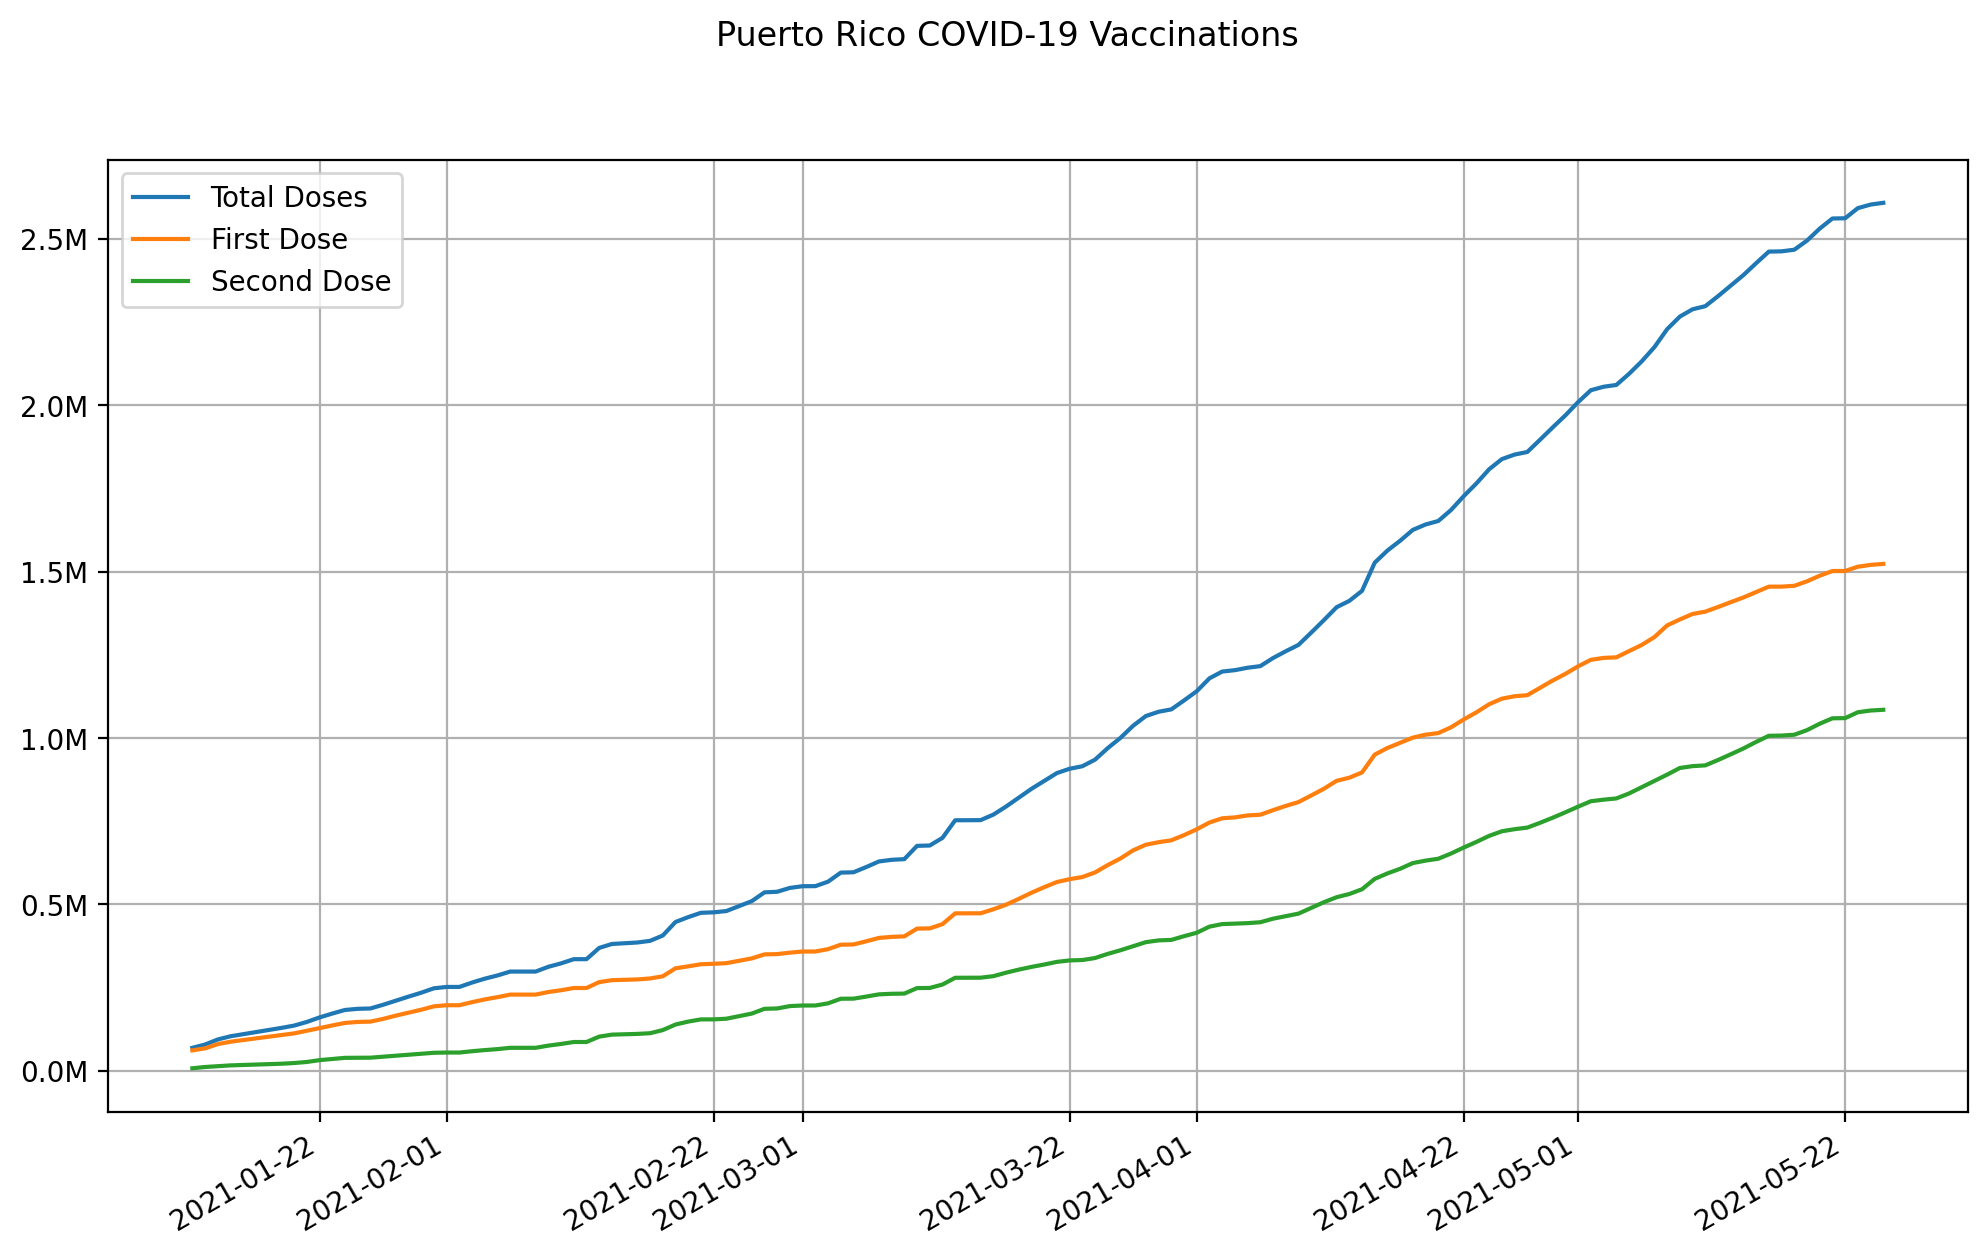 Puerto Rico COVID-19 Vaccinations
Total Doses
First Dose
Second Dose
2.5M
2.0M
1.5M
1.0M
0.5M
0.0M
2021-01-22
2021-02-01
2021-02-22
2021-03-01
2021-03-22
2021-04-01
2021-04-22
2021-05-01
2021-05-22